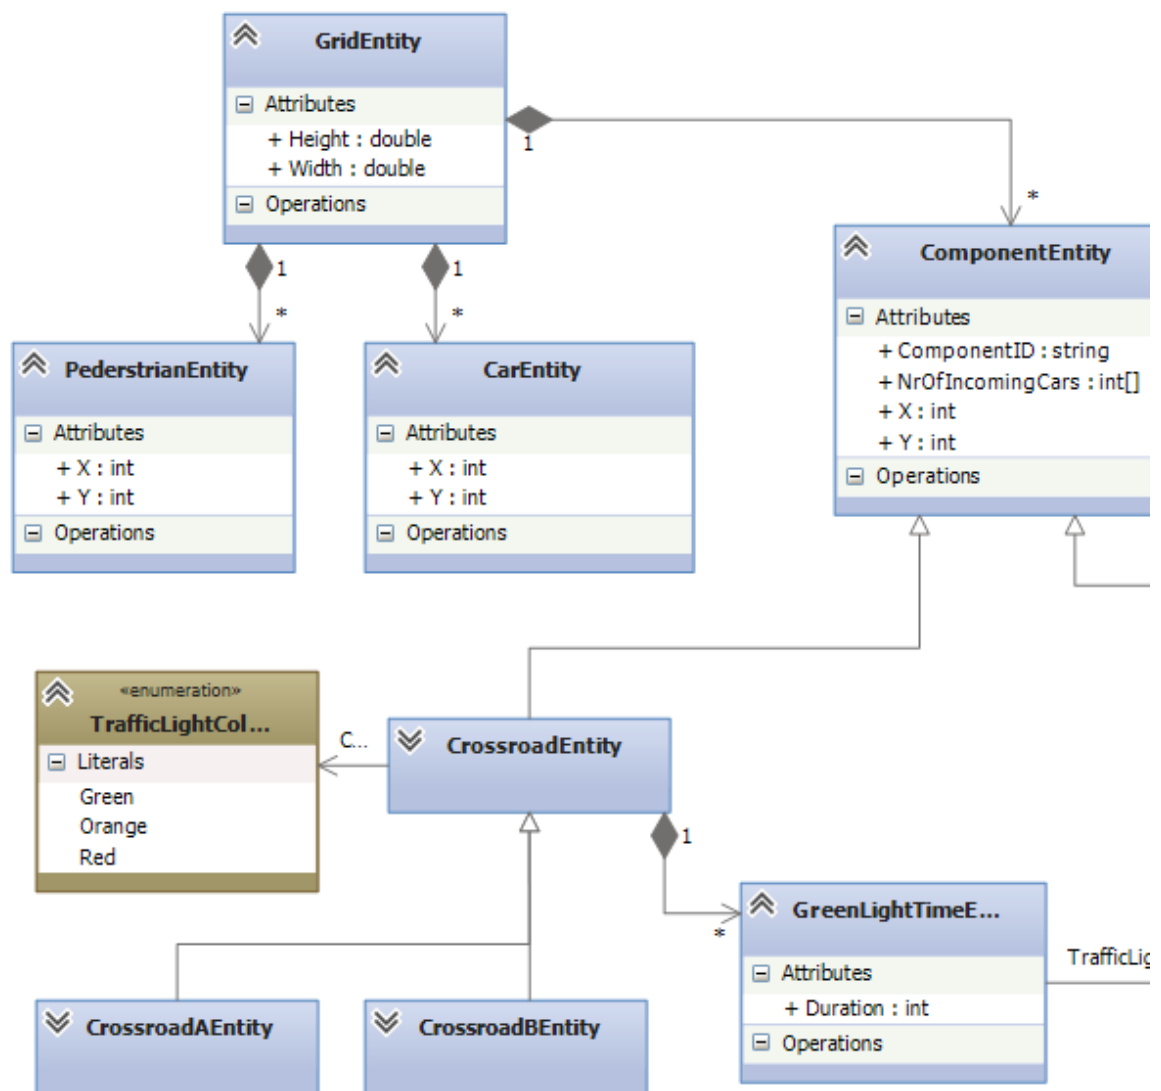 GridEntity
Attributes
+ Height : double
+ Width : double
Operations
1
*
1
*
1
*
ComponentEntity
Attributes
+ ComponentID : string
+ NrOfIncomingCars : int[]
+ X : int
+ Y : int
Operations
PederstrianEntity
Attributes
+ X : int
+ Y : int
Operations
CarEntity
Attributes
+ X : int
+ Y : int
Operations
«enumeration»
TrafficLightCol...
Literals
Green
Orange
Red
C...
CrossroadEntity
1
*
GreenLightTimeE...
Attributes
+ Duration : int
Operations
TrafficLig
CrossroadAEntity
CrossroadBEntity